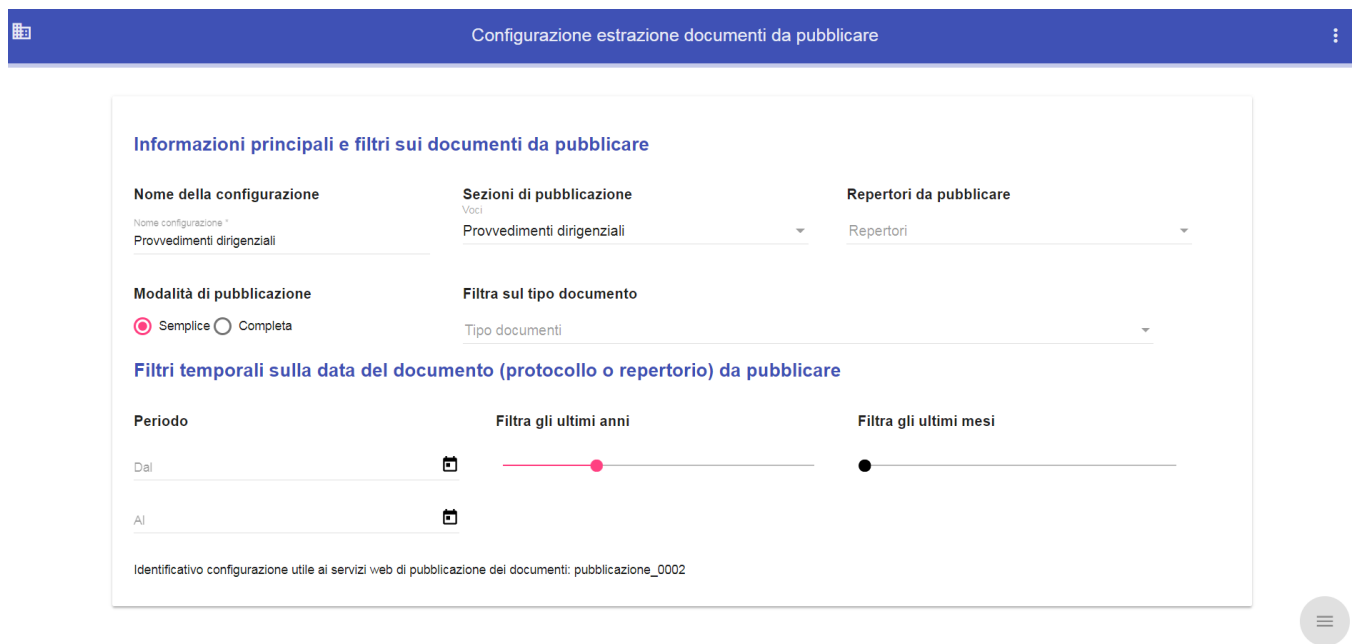 Configurazione estrazione documenti da pubblicare
Informazioni principali e filtri sui documenti da pubblicare
Nome della configurazione
Nome configurazione *
Provvedimenti dirigenziali
Sezioni di pubblicazione
Voci
Provvedimenti dirigenziali
Repertori da pubblicare
Repertori
Modalità di pubblicazione
Semplice
Completa
Filtra sul tipo documento
Tipo documenti
Filtri temporali sulla data del documento (protocollo o repertorio) da pubblicare
Periodo
Dal
Al
Filtra gli ultimi anni
Filtra gli ultimi mesi
Identificativo configurazione utile ai servizi web di pubblicazione dei documenti: pubblicazione_0002